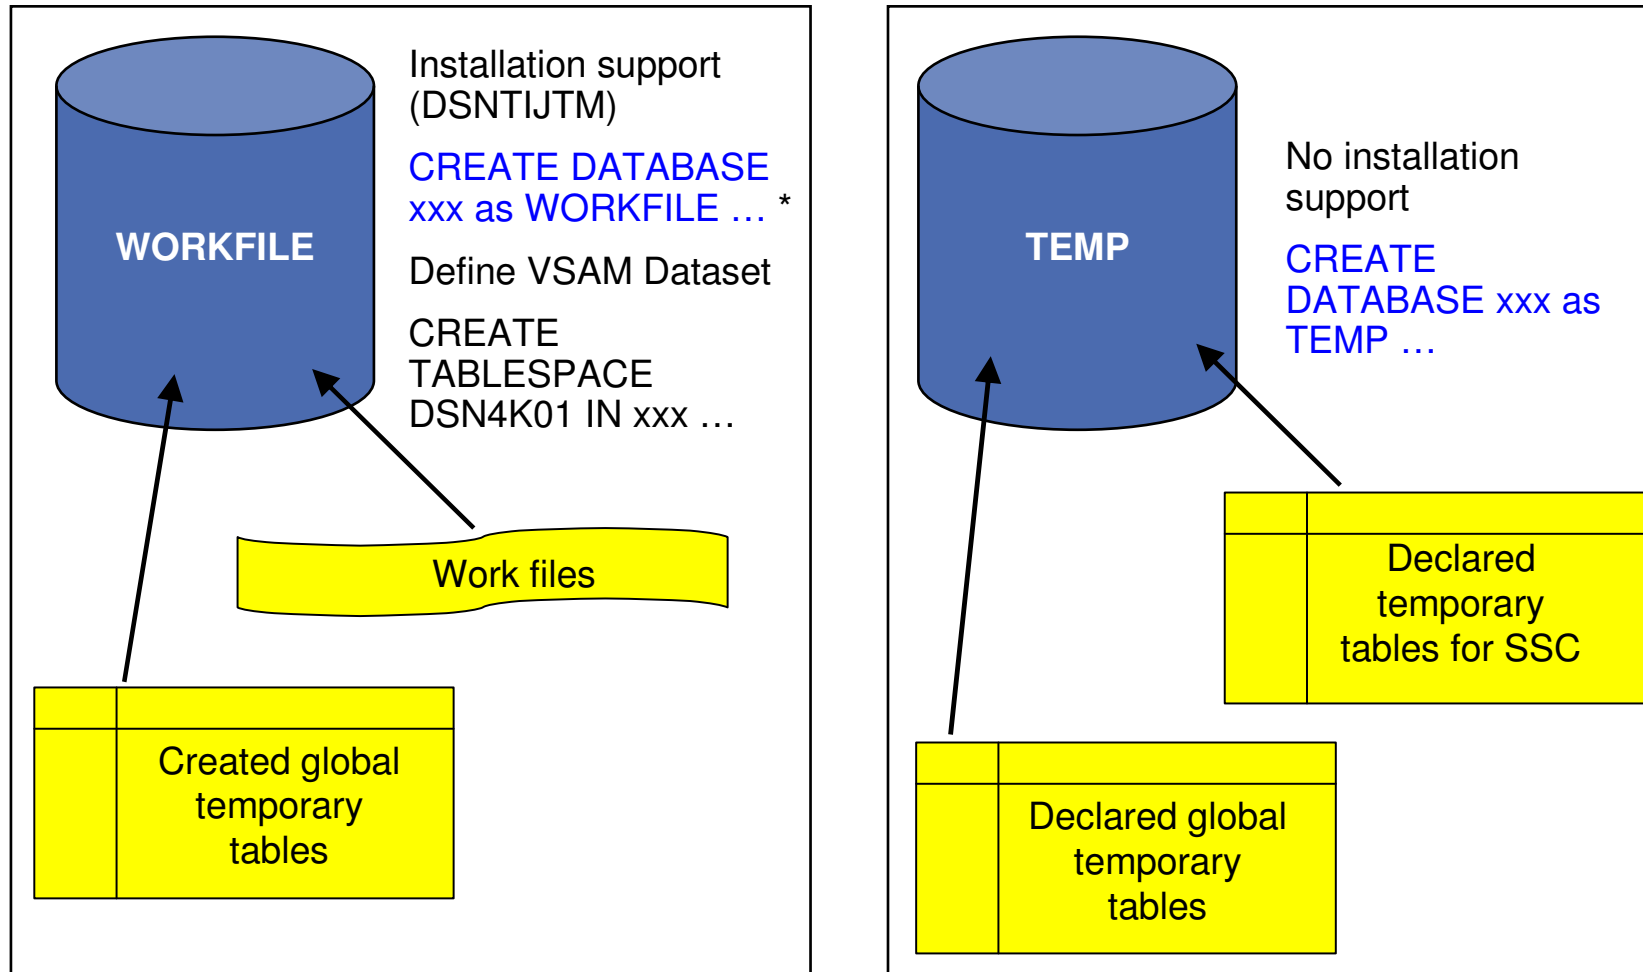 WORKFILE
Installation support
(DSNTIJTM)
CREATE DATABASE
xxx as WORKFILE … *
Define VSAM Dataset
CREATE
TABLESPACE
DSN4K01 IN xxx …
Work files
Created global
temporary
tables
TEMP
No installation
support
CREATE
DATABASE xxx as
TEMP …
Declared
temporary
tables for SSC
Declared global
temporary
tables